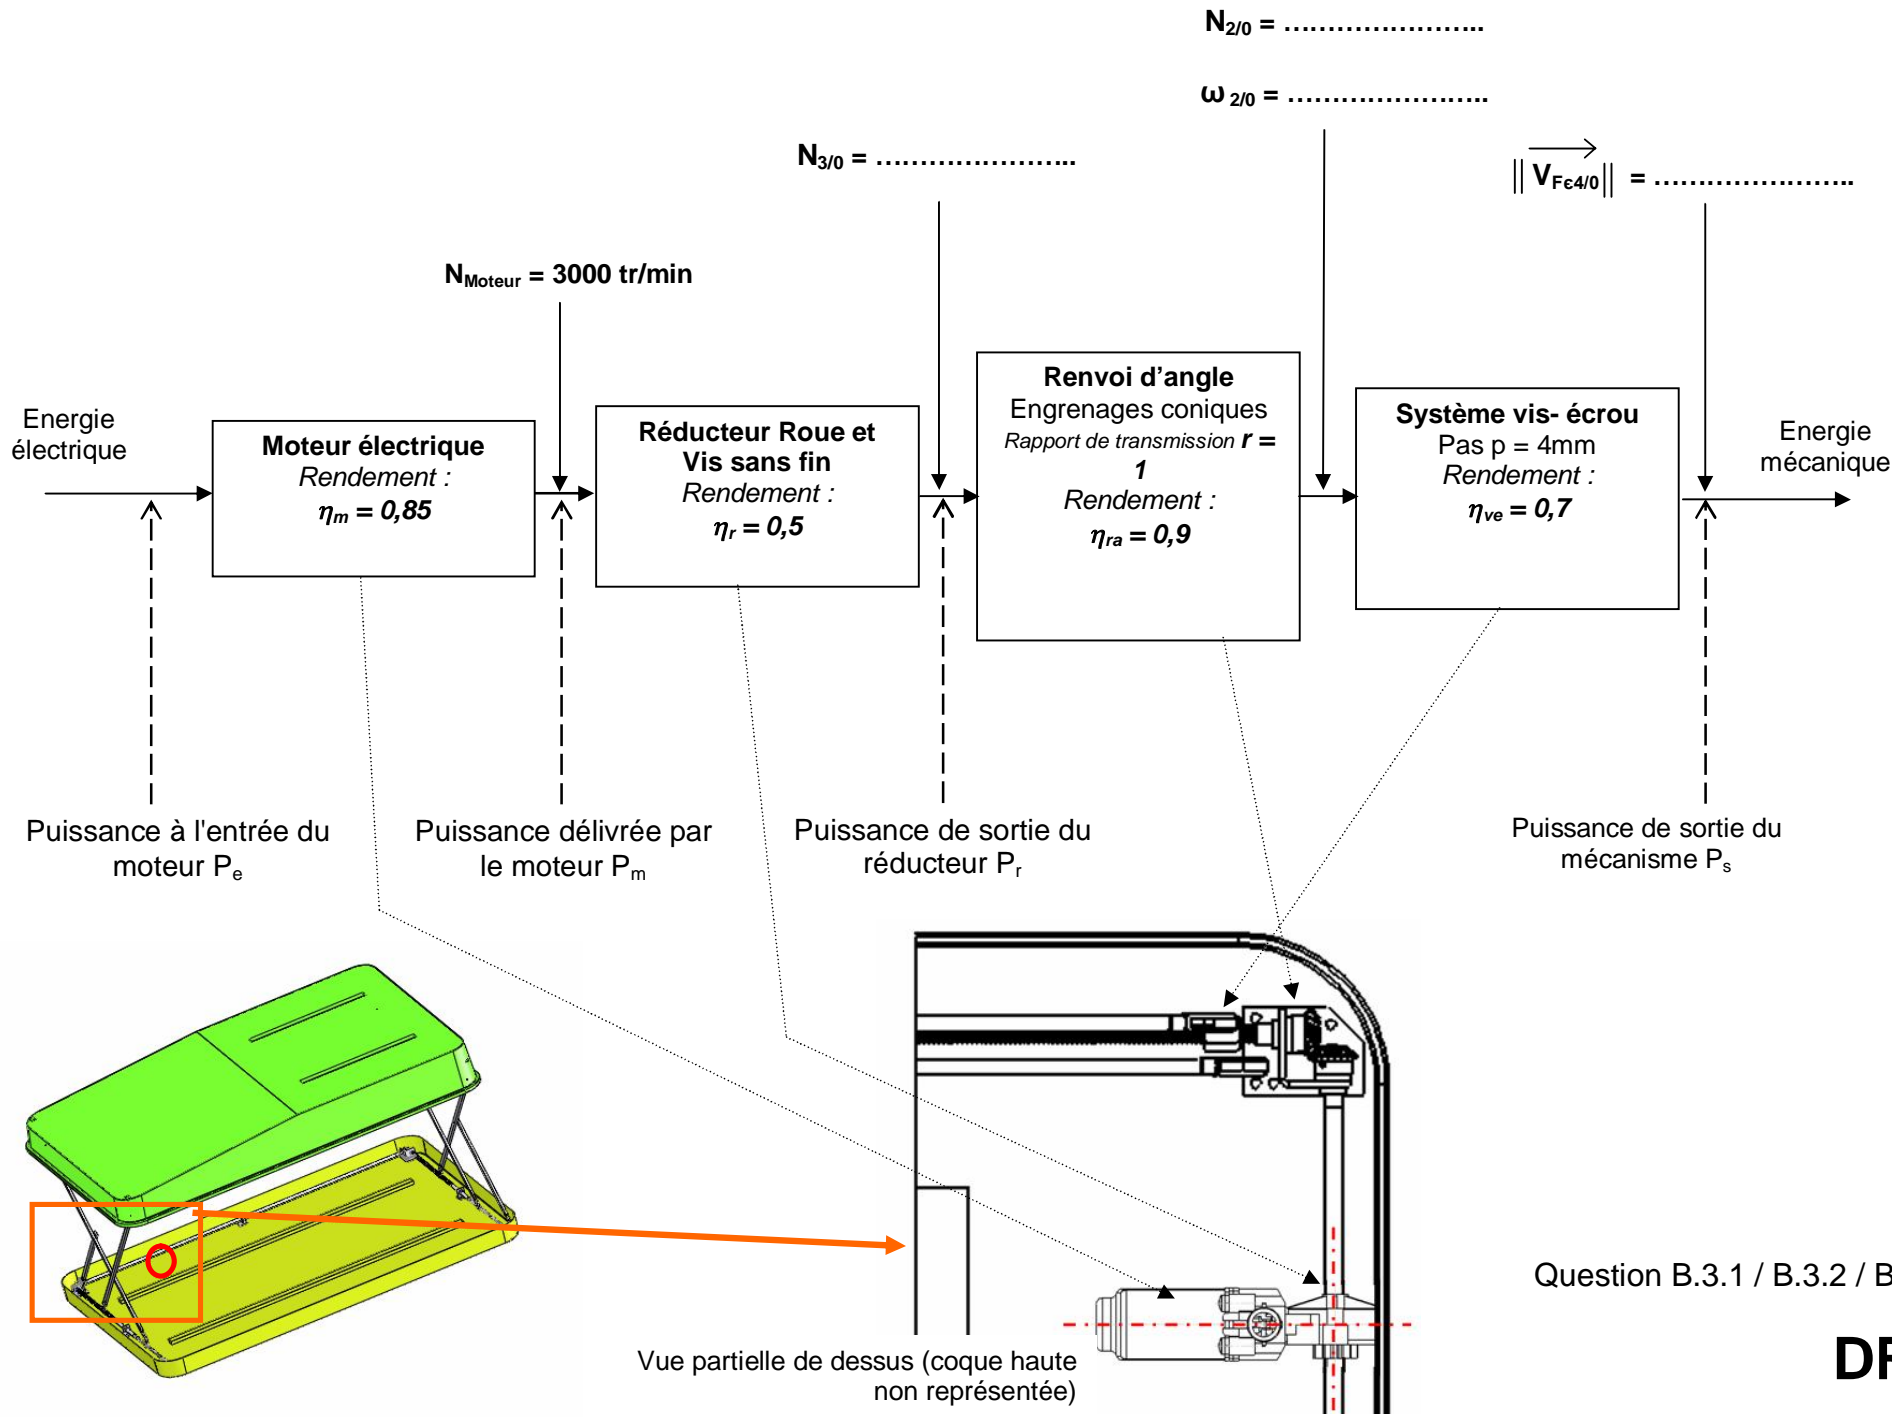 N2/0 = …………………..
ω 2/0 = …………………..
N3/0 = …………………..
|| VF∈4/0 || = …………………..
NMoteur = 3000 tr/min
Energie
électrique
Moteur électrique
Rendement :
ηm = 0,85
Réducteur Roue et
Vis sans fin
Rendement :
ηr = 0,5
Renvoi d’angle
Engrenages coniques
Rapport de transmission r =
1
Rendement :
ηra = 0,9
Système vis- écrou
Pas p = 4mm
Rendement :
ηve = 0,7
Energie
mécanique
Puissance à l'entrée du
moteur Pe
Puissance délivrée par
le moteur Pm
Puissance de sortie du
réducteur Pr
Puissance de sortie du
mécanisme Ps
Question B.3.1 / B.3.2 / B
Vue partielle de dessus (coque haute
non représentée)